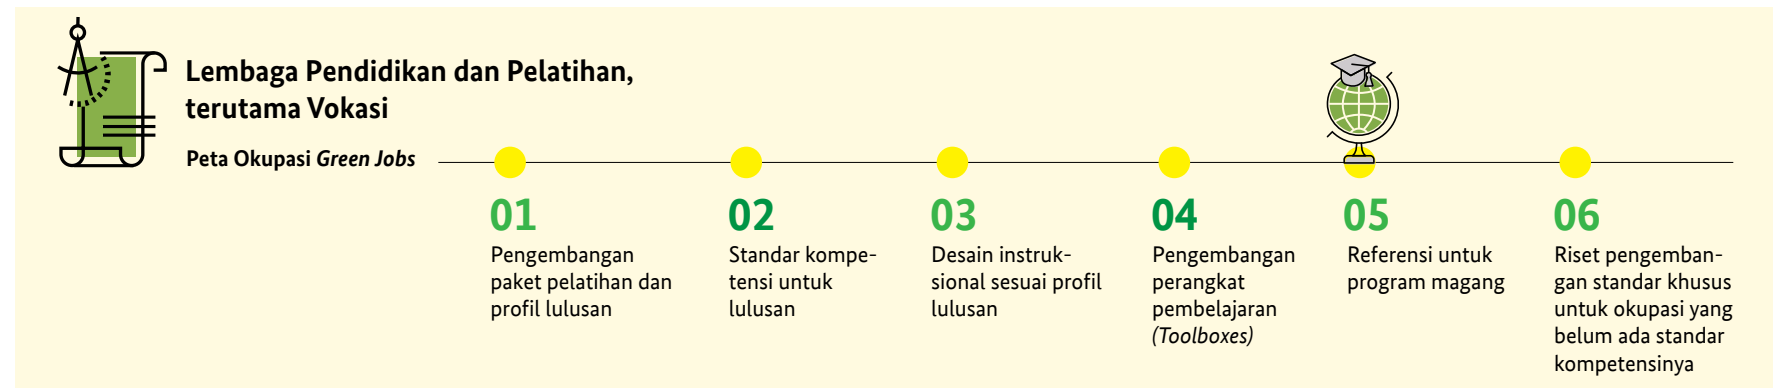 Lembaga Pendidikan dan Pelatihan,
terutama Vokasi
Peta Okupasi Green Jobs
01
Pengembangan
paket pelatihan dan
profil lulusan
02
Standar kompe-
tensi untuk
lulusan
03
Desain instruk-
sional sesuai profil
lulusan
04
Pengembangan
perangkat
pembelajaran
(Toolboxes)
05
Referensi untuk
program magang
06
Riset pengemban-
gan standar khusus
untuk okupasi yang
belum ada standar
kompetensinya